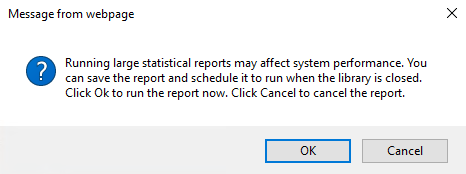 Message from webpage
Running large statistical reports may affect system performance. You
can save the report and schedule it to run when the library is closed.
Click Ok to run the report now. Click Cancel to cancel the report.
OK
Cancel